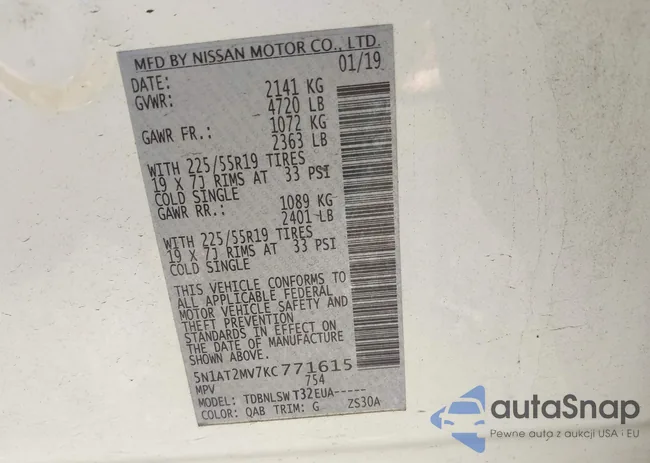 MFD BY NISSAN MOTOR CO., LTD.
DATE: 01/19
GVWR: 2141 KG
4720 LB
GAWR FR.: 1072 KG
2363 LB
WITH 225/55R19 TIRES
19 X 7J RIMS AT 33 PSI
COLD SINGLE
GAWR RR.: 1089 KG
2401 LB
WITH 225/55R19 TIRES
19 X 7J RIMS AT 33 PSI
COLD SINGLE
THIS VEHICLE CONFORMS TO
ALL APPLICABLE FEDERAL
MOTOR VEHICLE SAFETY AND
THEFT PREVENTION
STANDARDS IN EFFECT ON
THE DATE OF MANUFACTURE
SHOWN ABOVE.
5N1AT2MV7KC771615
MPV 754
MODEL: TDBNLSWT32EUA-----
COLOR: QAB TRIM: G ZS30A
autaSnap
Pewne auta z aukcji USA i EU